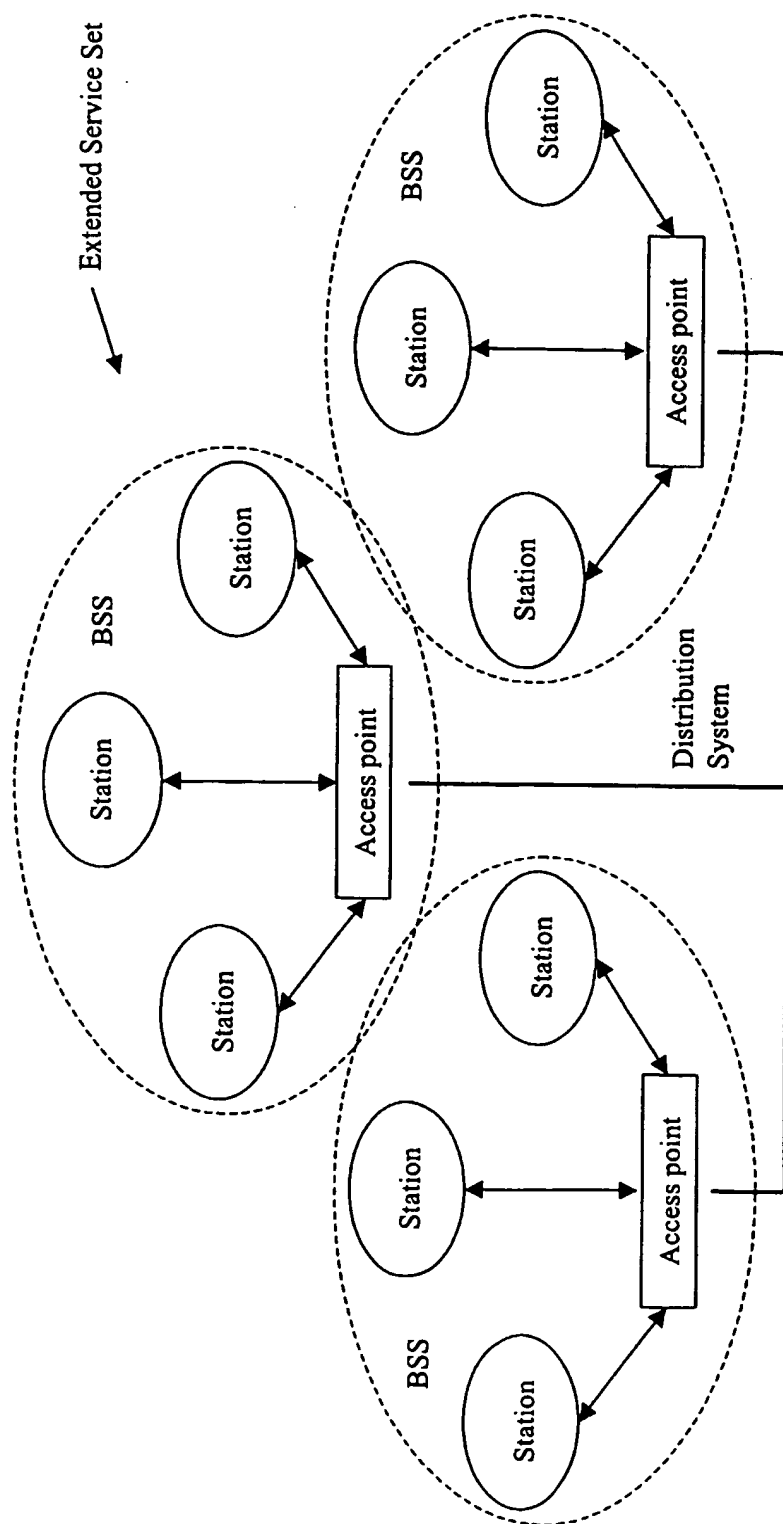 Extended Service Set
BSS
Station
Station
Station
Access point
BSS
Station
Station
Station
Access point
BSS
Station
Station
Station
Access point
Distribution
System